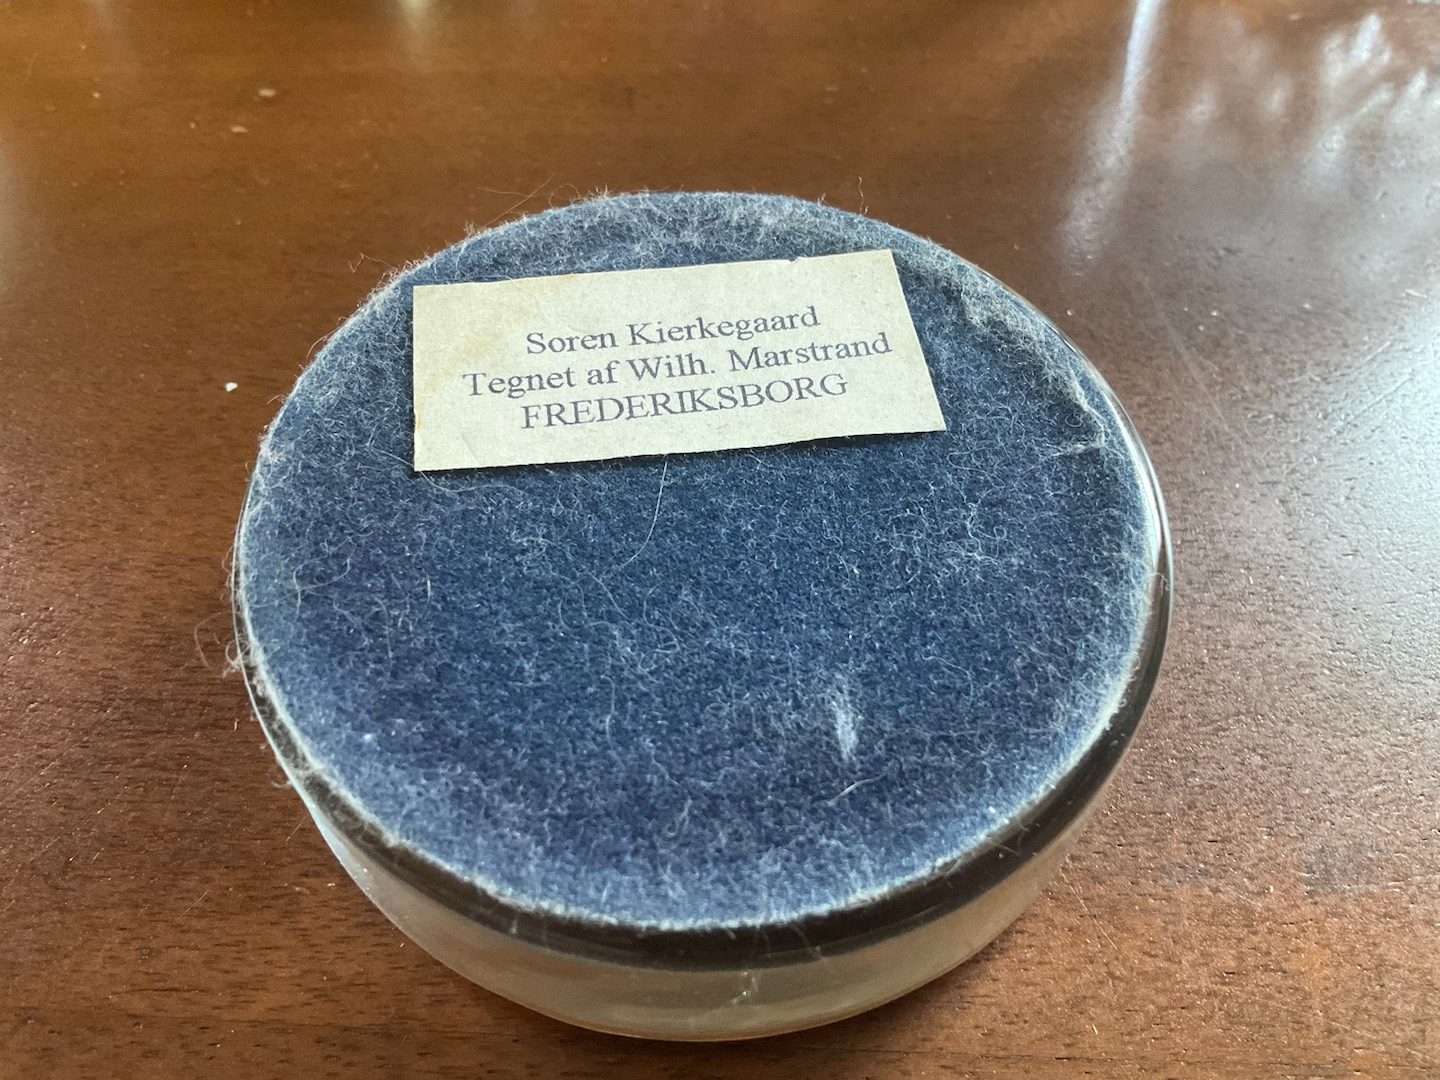 Soren Kierkegaard
Tegnet af Wilh. Marstrand
FREDERIKSBORG